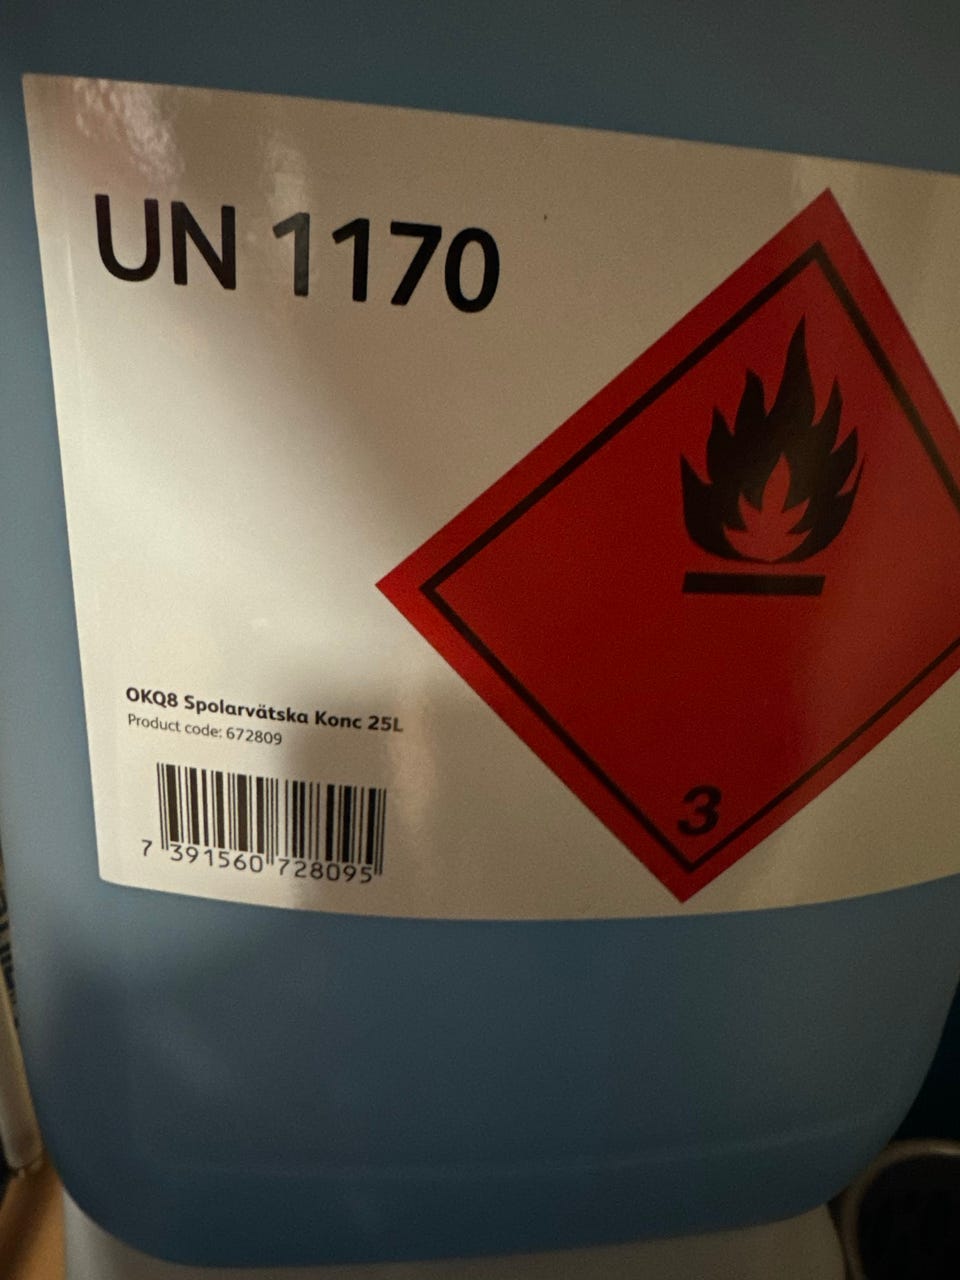 UN 1170
3
OKQ8 Spolarvätska Konc 25L
Product code: 672809
7 391560 728095